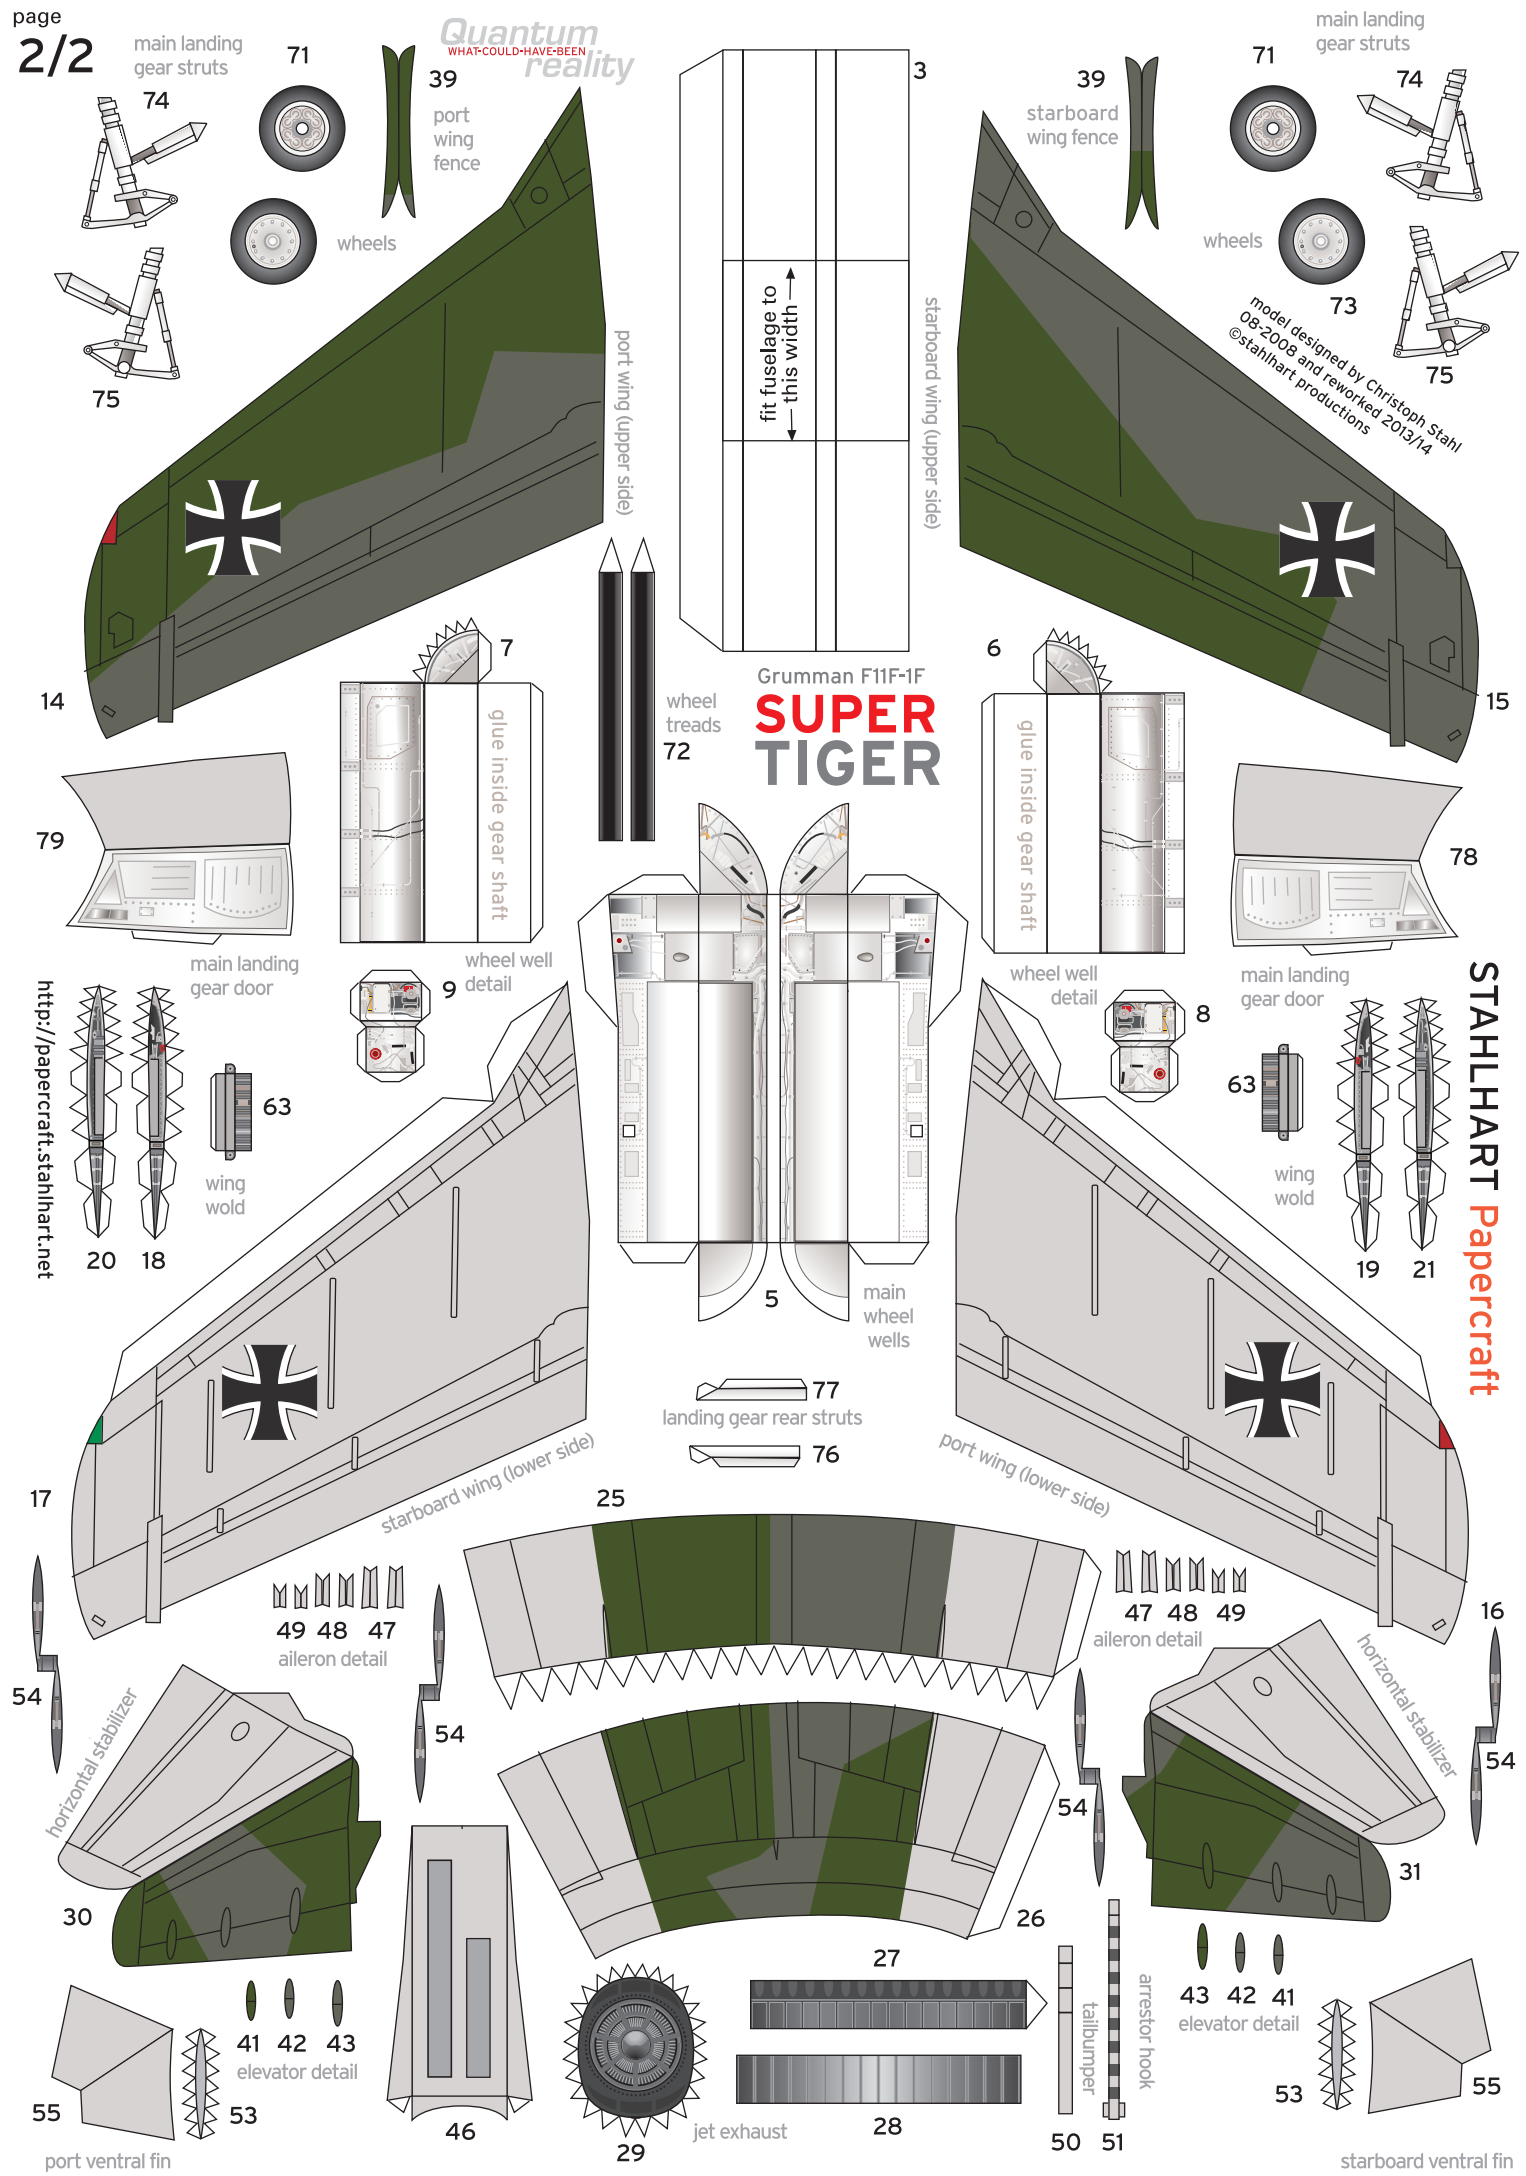 page
2/2
main landing
gear struts
74
71
39
port
wing
fence
Quantum
WHAT-COULD-HAVE-BEEN
reality
3
39
starboard
wing fence
71
main landing
gear struts
74
wheels
75
wheels
73
75
model designed by Christoph Stahl
08-2008 and reworked 2013/14
©stahlhart productions
port wing (upper side)
fit fuselage to
this width
starboard wing (upper side)
14
7
6
15
Grumman F11F-1F
SUPER
TIGER
wheel
treads
72
glue inside gear shaft
glue inside gear shaft
79
78
main landing
gear door
wheel well
detail
9
wheel well
detail
8
main landing
gear door
http://papercraft.stahlhart.net
STAHLHART Papercraft
63
wing
wold
20
18
63
wing
wold
19
21
5
main
wheel
wells
77
landing gear rear struts
76
17
starboard wing (lower side)
port wing (lower side)
16
25
49
48
47
aileron detail
47
48
49
aileron detail
54
54
54
54
horizontal stabilizer
horizontal stabilizer
30
31
26
27
41
42
43
elevator detail
43
42
41
elevator detail
55
53
port ventral fin
46
29
jet exhaust
28
tailbumper
50
arrestor hook
51
53
55
starboard ventral fin